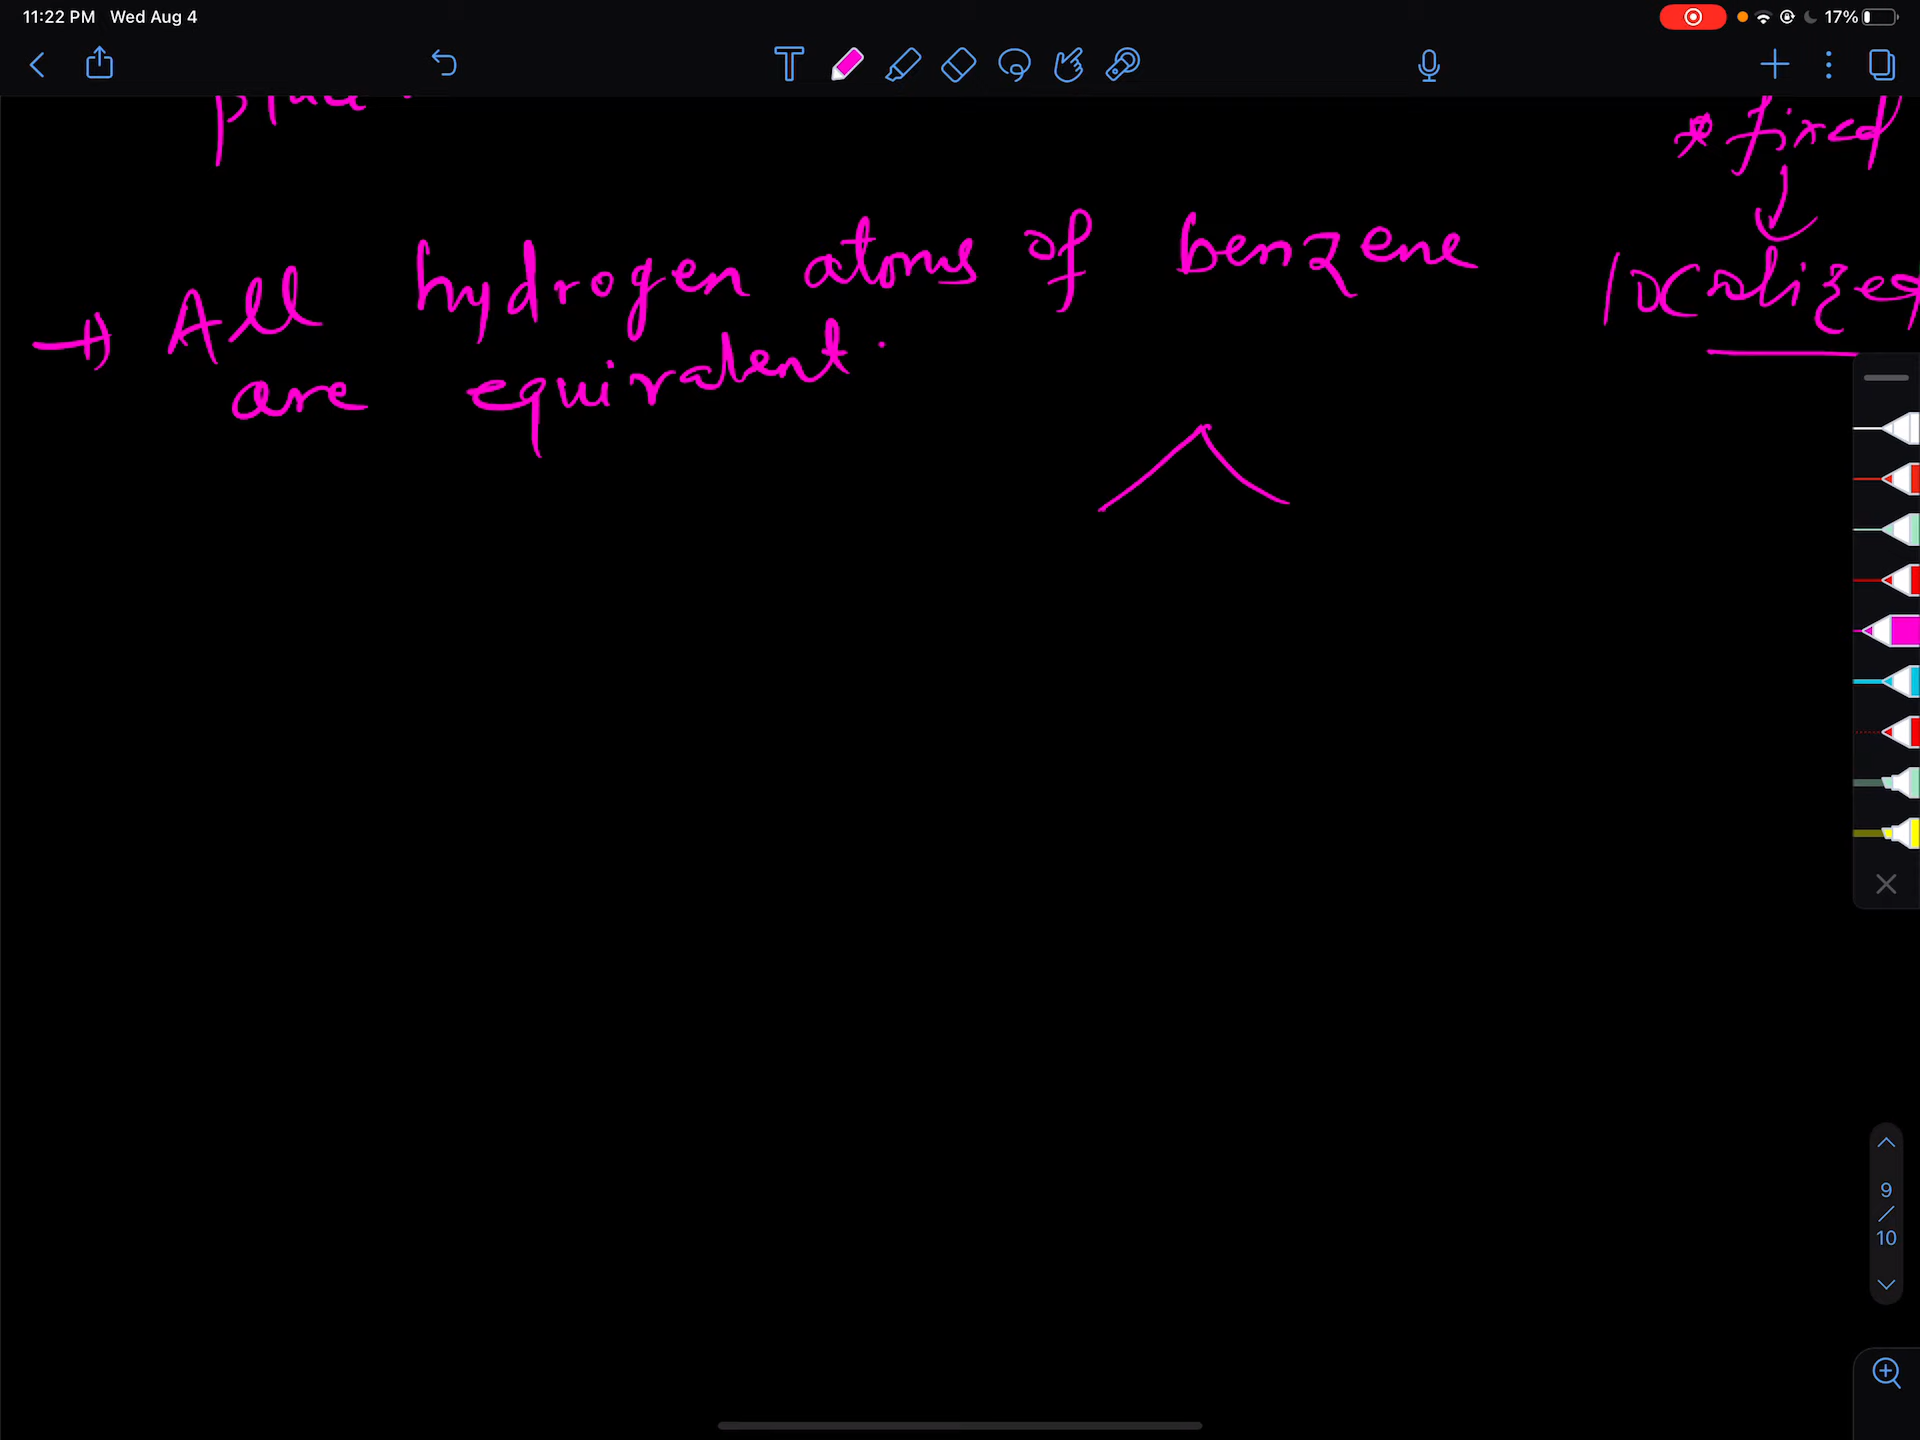 11:22 PM Wed Aug 4
17%
* fixed
→) All hydrogen atoms of benzene
localized
are equivalent.
9
/
10